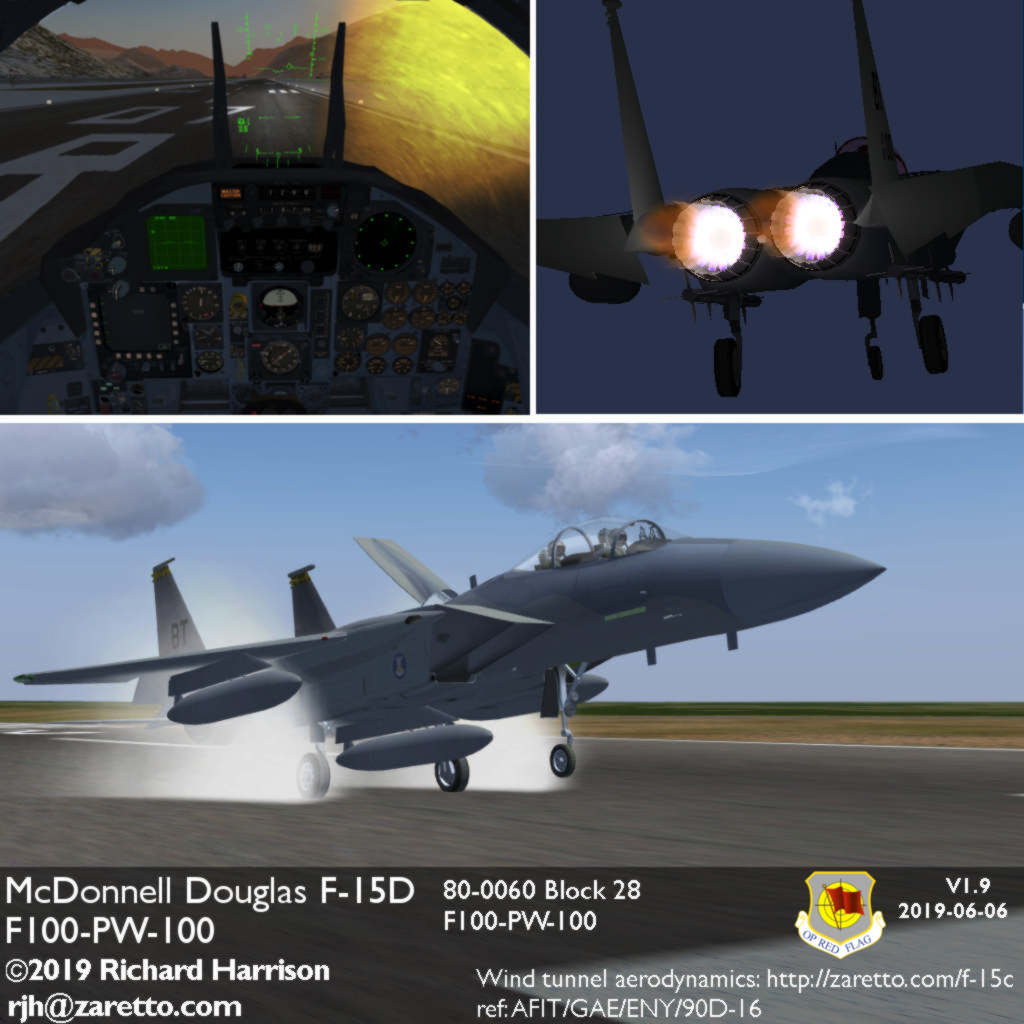 BT
McDonnell Douglas F-15D
F100-PW-100
©2019 Richard Harrison
rjh@zaretto.com
80-0060 Block 28
F100-PW-100
OP RED FLAG
V1.9
2019-06-06
Wind tunnel aerodynamics: http://zaretto.com/f-15c
ref:AFIT/GAE/ENY/90D-16